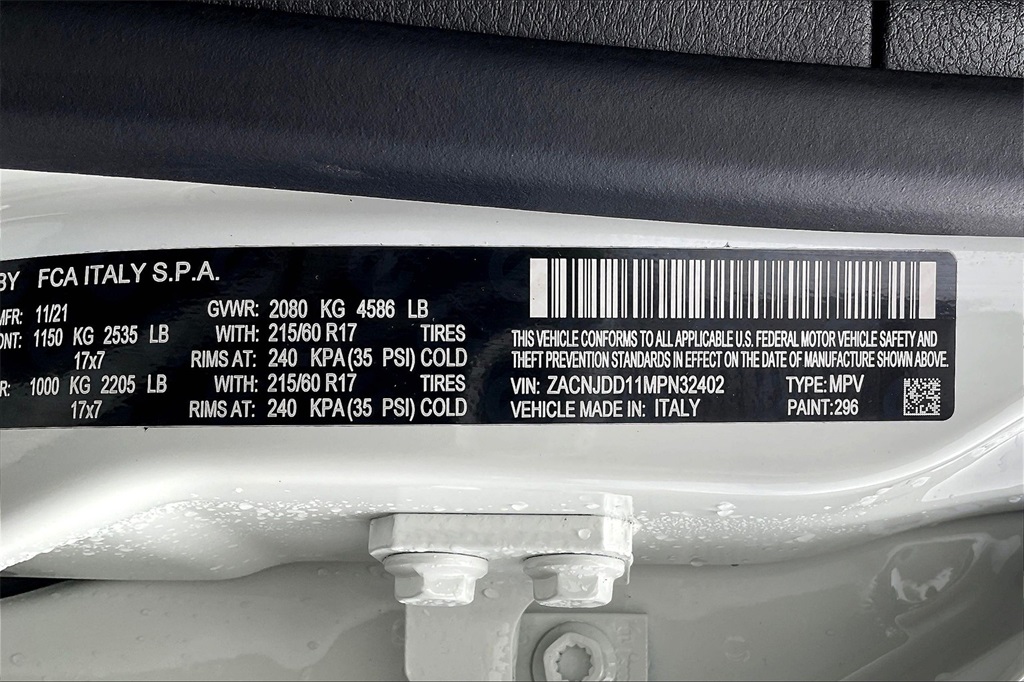 BY FCA ITALY S.P.A.
MFR: 11/21 GVWR: 2080 KG 4586 LB
1150 KG 2535 LB WITH: 215/60 R17 TIRES
17x7 RIMS AT: 240 KPA(35 PSI) COLD
1000 KG 2205 LB WITH: 215/60 R17 TIRES
17x7 RIMS AT: 240 KPA(35 PSI) COLD
THIS VEHICLE CONFORMS TO ALL APPLICABLE U.S. FEDERAL MOTOR VEHICLE SAFETY AND
THEFT PREVENTION STANDARDS IN EFFECT ON THE DATE OF MANUFACTURE SHOWN ABOVE.
VIN: ZACNJDD11MPN32402 TYPE: MPV
VEHICLE MADE IN: ITALY PAINT:296